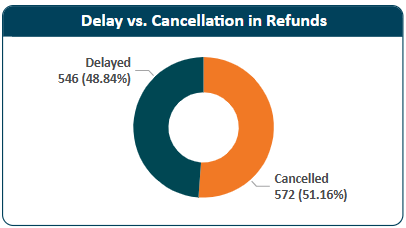 Delay vs. Cancellation in Refunds
Delayed
546 (48.84%)
Cancelled
572 (51.16%)